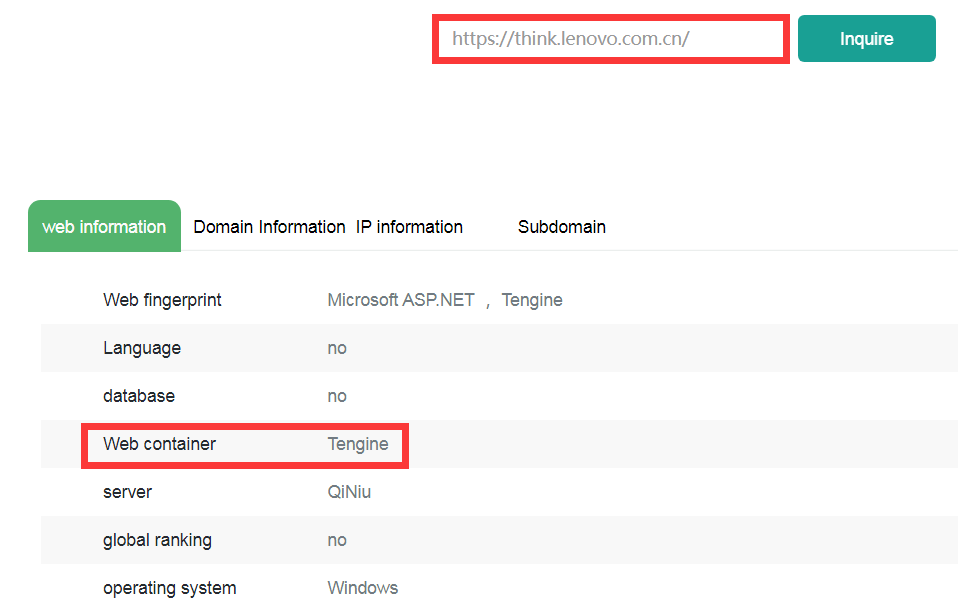 https://think.lenovo.com.cn/ Inquire
web information Domain Information IP information Subdomain
Web fingerprint Microsoft ASP.NET , Tengine
Language no
database no
Web container Tengine
server QiNiu
global ranking no
operating system Windows